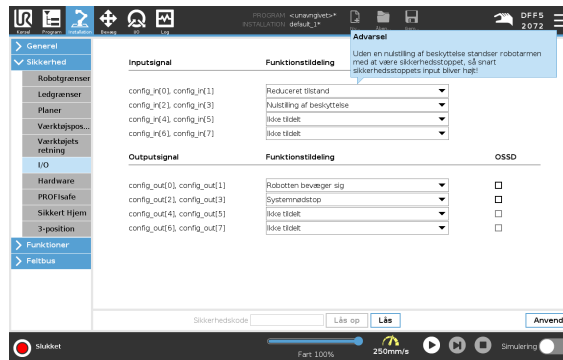 PROGRAM <unavngivet>*
INSTALLATION default_1*
DFF5
2072
Kørsel Program Installation Bevæg I/O Log
Advarsel
Uden en nulstilling af beskyttelse standser robotarmen
med at være sikkerhedsstoppet, så snart
sikkerhedsstoppets input bliver højt!
Generel
Sikkerhed
Robotgrænser
Ledgrænser
Planer
Værktøjspos...
Værktøjets
retning
I/O
Hardware
PROFIsafe
Sikkert Hjem
3-position
Funktioner
Feltbus
Inputsignal Funktionstildeling
config_in[0], config_in[1] Reduceret tilstand
config_in[2], config_in[3] Nulstilling af beskyttelse
config_in[4], config_in[5] Ikke tildelt
config_in[6], config_in[7] Ikke tildelt
Outputsignal Funktionstildeling OSSD
config_out[0], config_out[1] Robotten bevæger sig
config_out[2], config_out[3] Systemnødstop
config_out[4], config_out[5] Ikke tildelt
config_out[6], config_out[7] Ikke tildelt
Sikkerhedskode Lås op Lås Anvend
Slukket
Fart 100%
250mm/s
Simulering